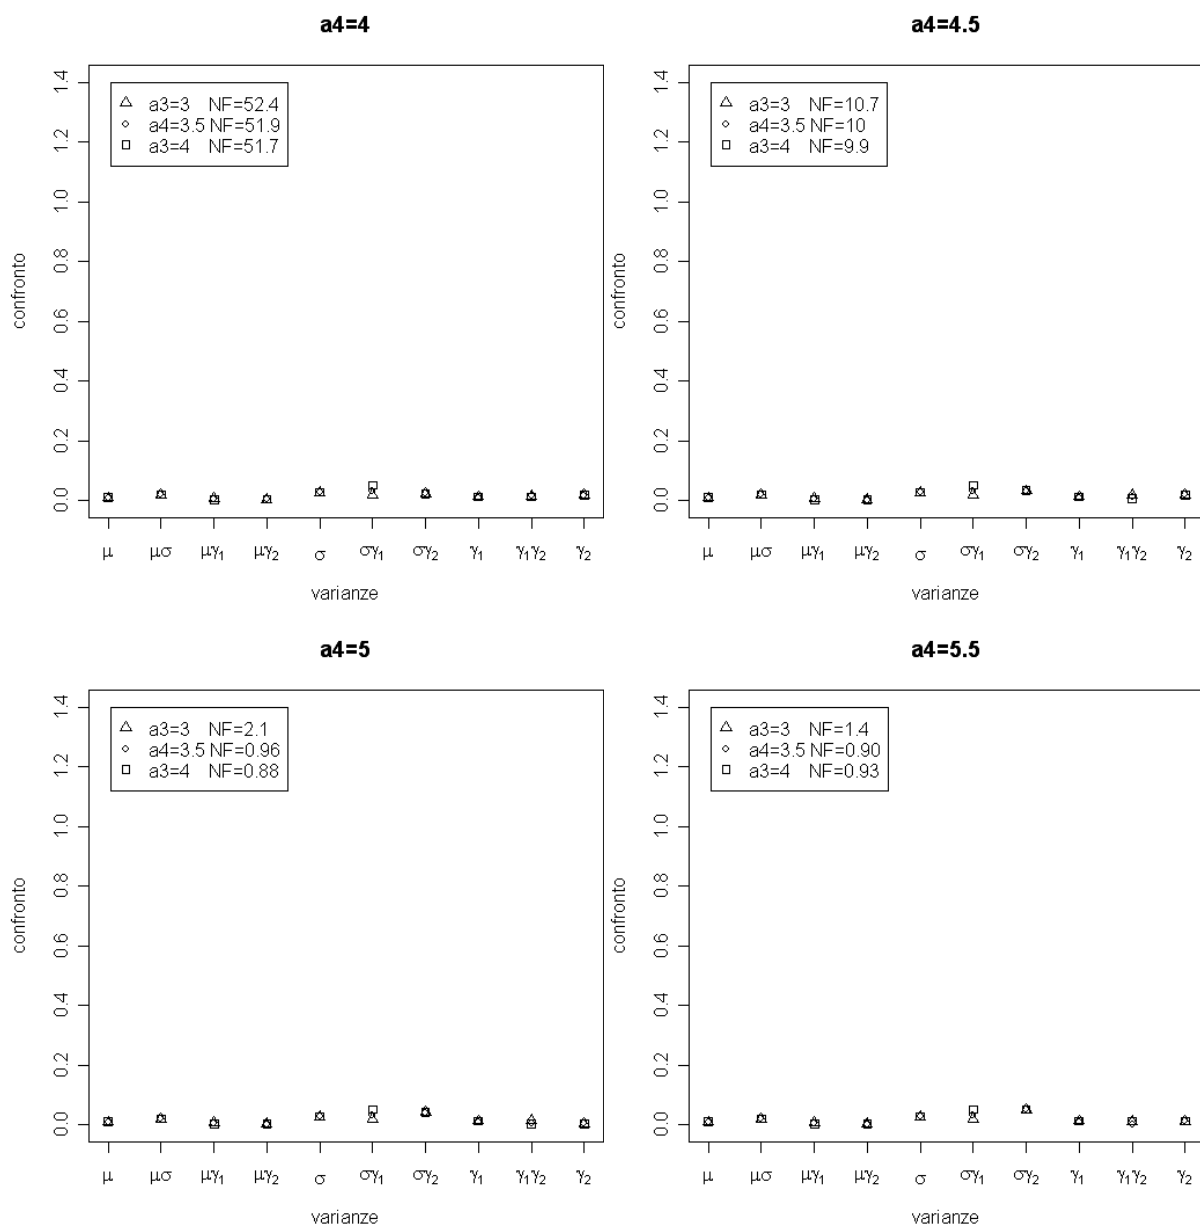 a4=4
1.4
1.2
1.0
0.8
0.6
0.4
0.2
0.0
confronto
a3=3 NF=52.4
a4=3.5 NF=51.9
a3=4 NF=51.7
μ μσ μγ1 μγ2 σ σγ1 σγ2 γ1 γ1γ2 γ2
varianze
a4=4.5
1.4
1.2
1.0
0.8
0.6
0.4
0.2
0.0
confronto
a3=3 NF=10.7
a4=3.5 NF=10
a3=4 NF=9.9
μ μσ μγ1 μγ2 σ σγ1 σγ2 γ1 γ1γ2 γ2
varianze
a4=5
1.4
1.2
1.0
0.8
0.6
0.4
0.2
0.0
confronto
a3=3 NF=2.1
a4=3.5 NF=0.96
a3=4 NF=0.88
μ μσ μγ1 μγ2 σ σγ1 σγ2 γ1 γ1γ2 γ2
varianze
a4=5.5
1.4
1.2
1.0
0.8
0.6
0.4
0.2
0.0
confronto
a3=3 NF=1.4
a4=3.5 NF=0.90
a3=4 NF=0.93
μ μσ μγ1 μγ2 σ σγ1 σγ2 γ1 γ1γ2 γ2
varianze